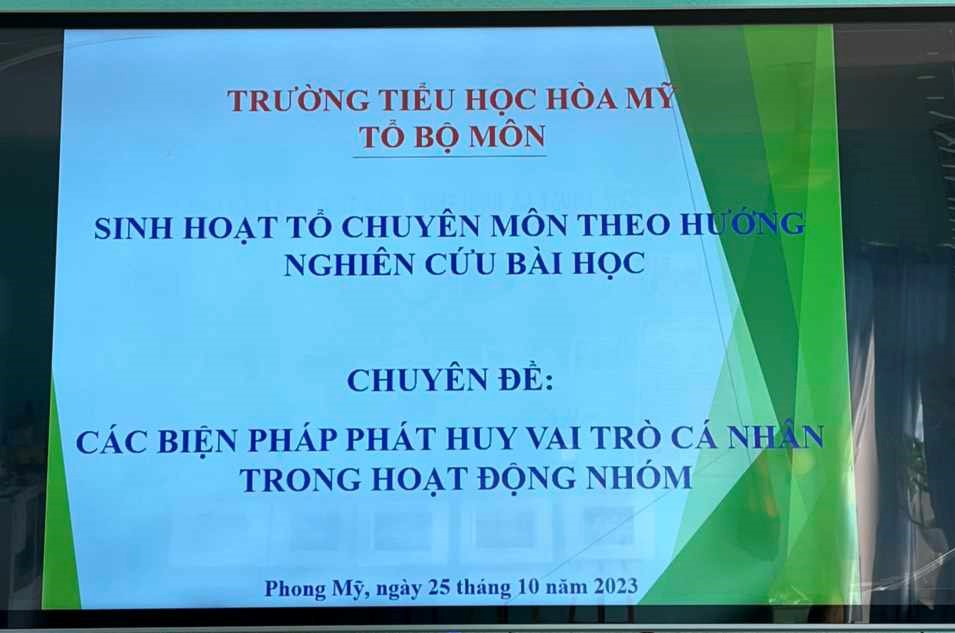 TRƯỜNG TIỂU HỌC HÒA MỸ
TỔ BỘ MÔN
SINH HOẠT TỔ CHUYÊN MÔN THEO HƯỚNG
NGHIÊN CỨU BÀI HỌC
CHUYÊN ĐỀ:
CÁC BIỆN PHÁP PHÁT HUY VAI TRÒ CÁ NHÂN
TRONG HOẠT ĐỘNG NHÓM
Phong Mỹ, ngày 25 tháng 10 năm 2023